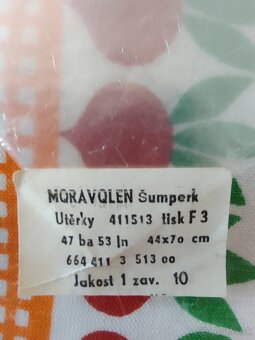 MORAVOLEN Šumperk
Utěrky 411513 tisk F 3
47 ba 53 ln 44x70 cm
664 411 3 513 00
Jakost 1 zav. 10